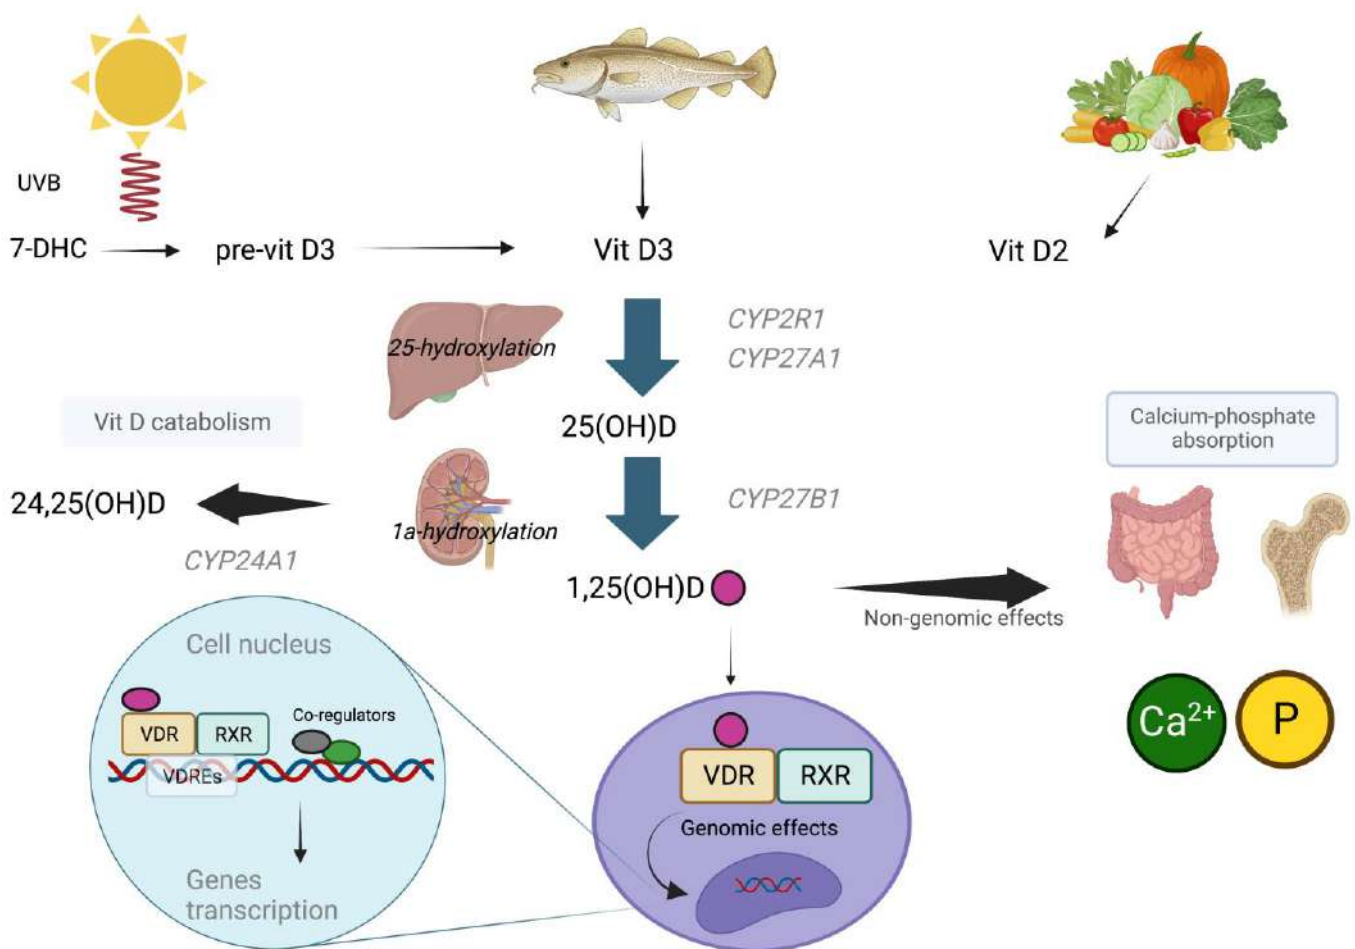 UVB
7-DHC
pre-vit D3
Vit D3
Vit D2
25-hydroxylation
CYP2R1
CYP27A1
Vit D catabolism
25(OH)D
Calcium-phosphate
absorption
24,25(OH)D
1a-hydroxylation
CYP27B1
CYP24A1
1,25(OH)D
Non-genomic effects
Cell nucleus
Co-regulators
VDR
RXR
VDREs
Genes
transcription
VDR
RXR
Genomic effects
Ca²⁺
P